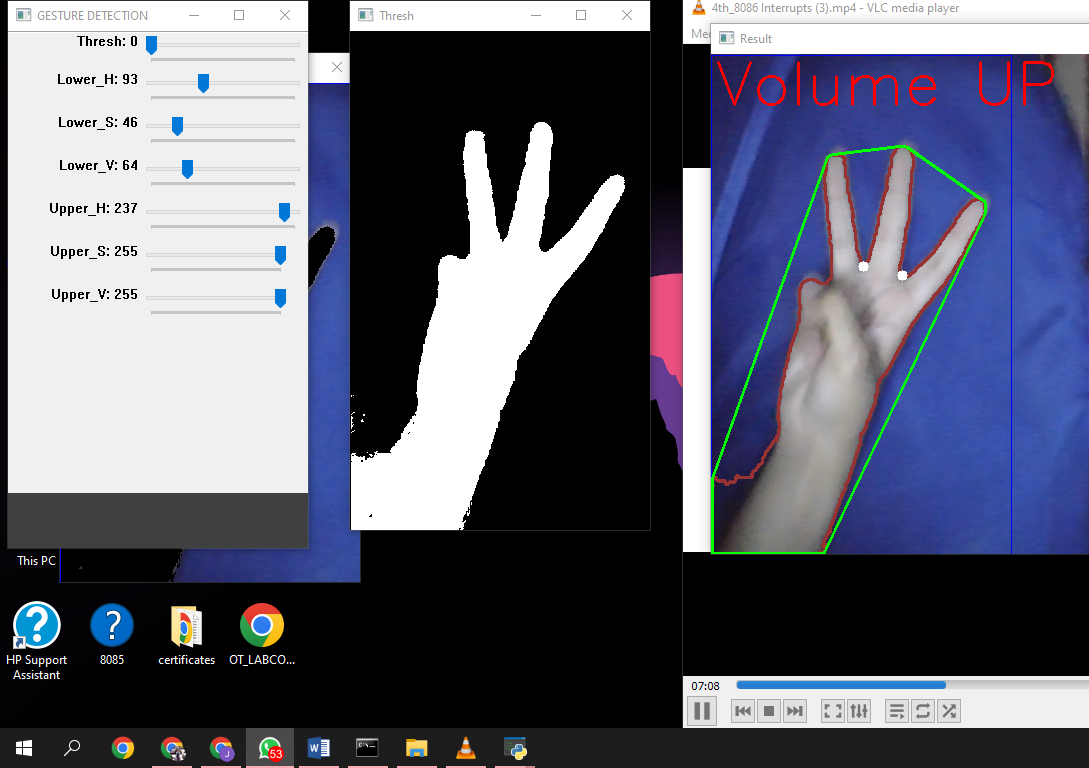 GESTURE DETECTION
Thresh: 0
Lower_H: 93
Lower_S: 46
Lower_V: 64
Upper_H: 237
Upper_S: 255
Upper_V: 255
Thresh
4th_8086 Interrupts (3).mp4 - VLC media player
Me
Result
Volume UP
This PC
HP Support
Assistant
8085
certificates
OT_LABCO...
07:08
53